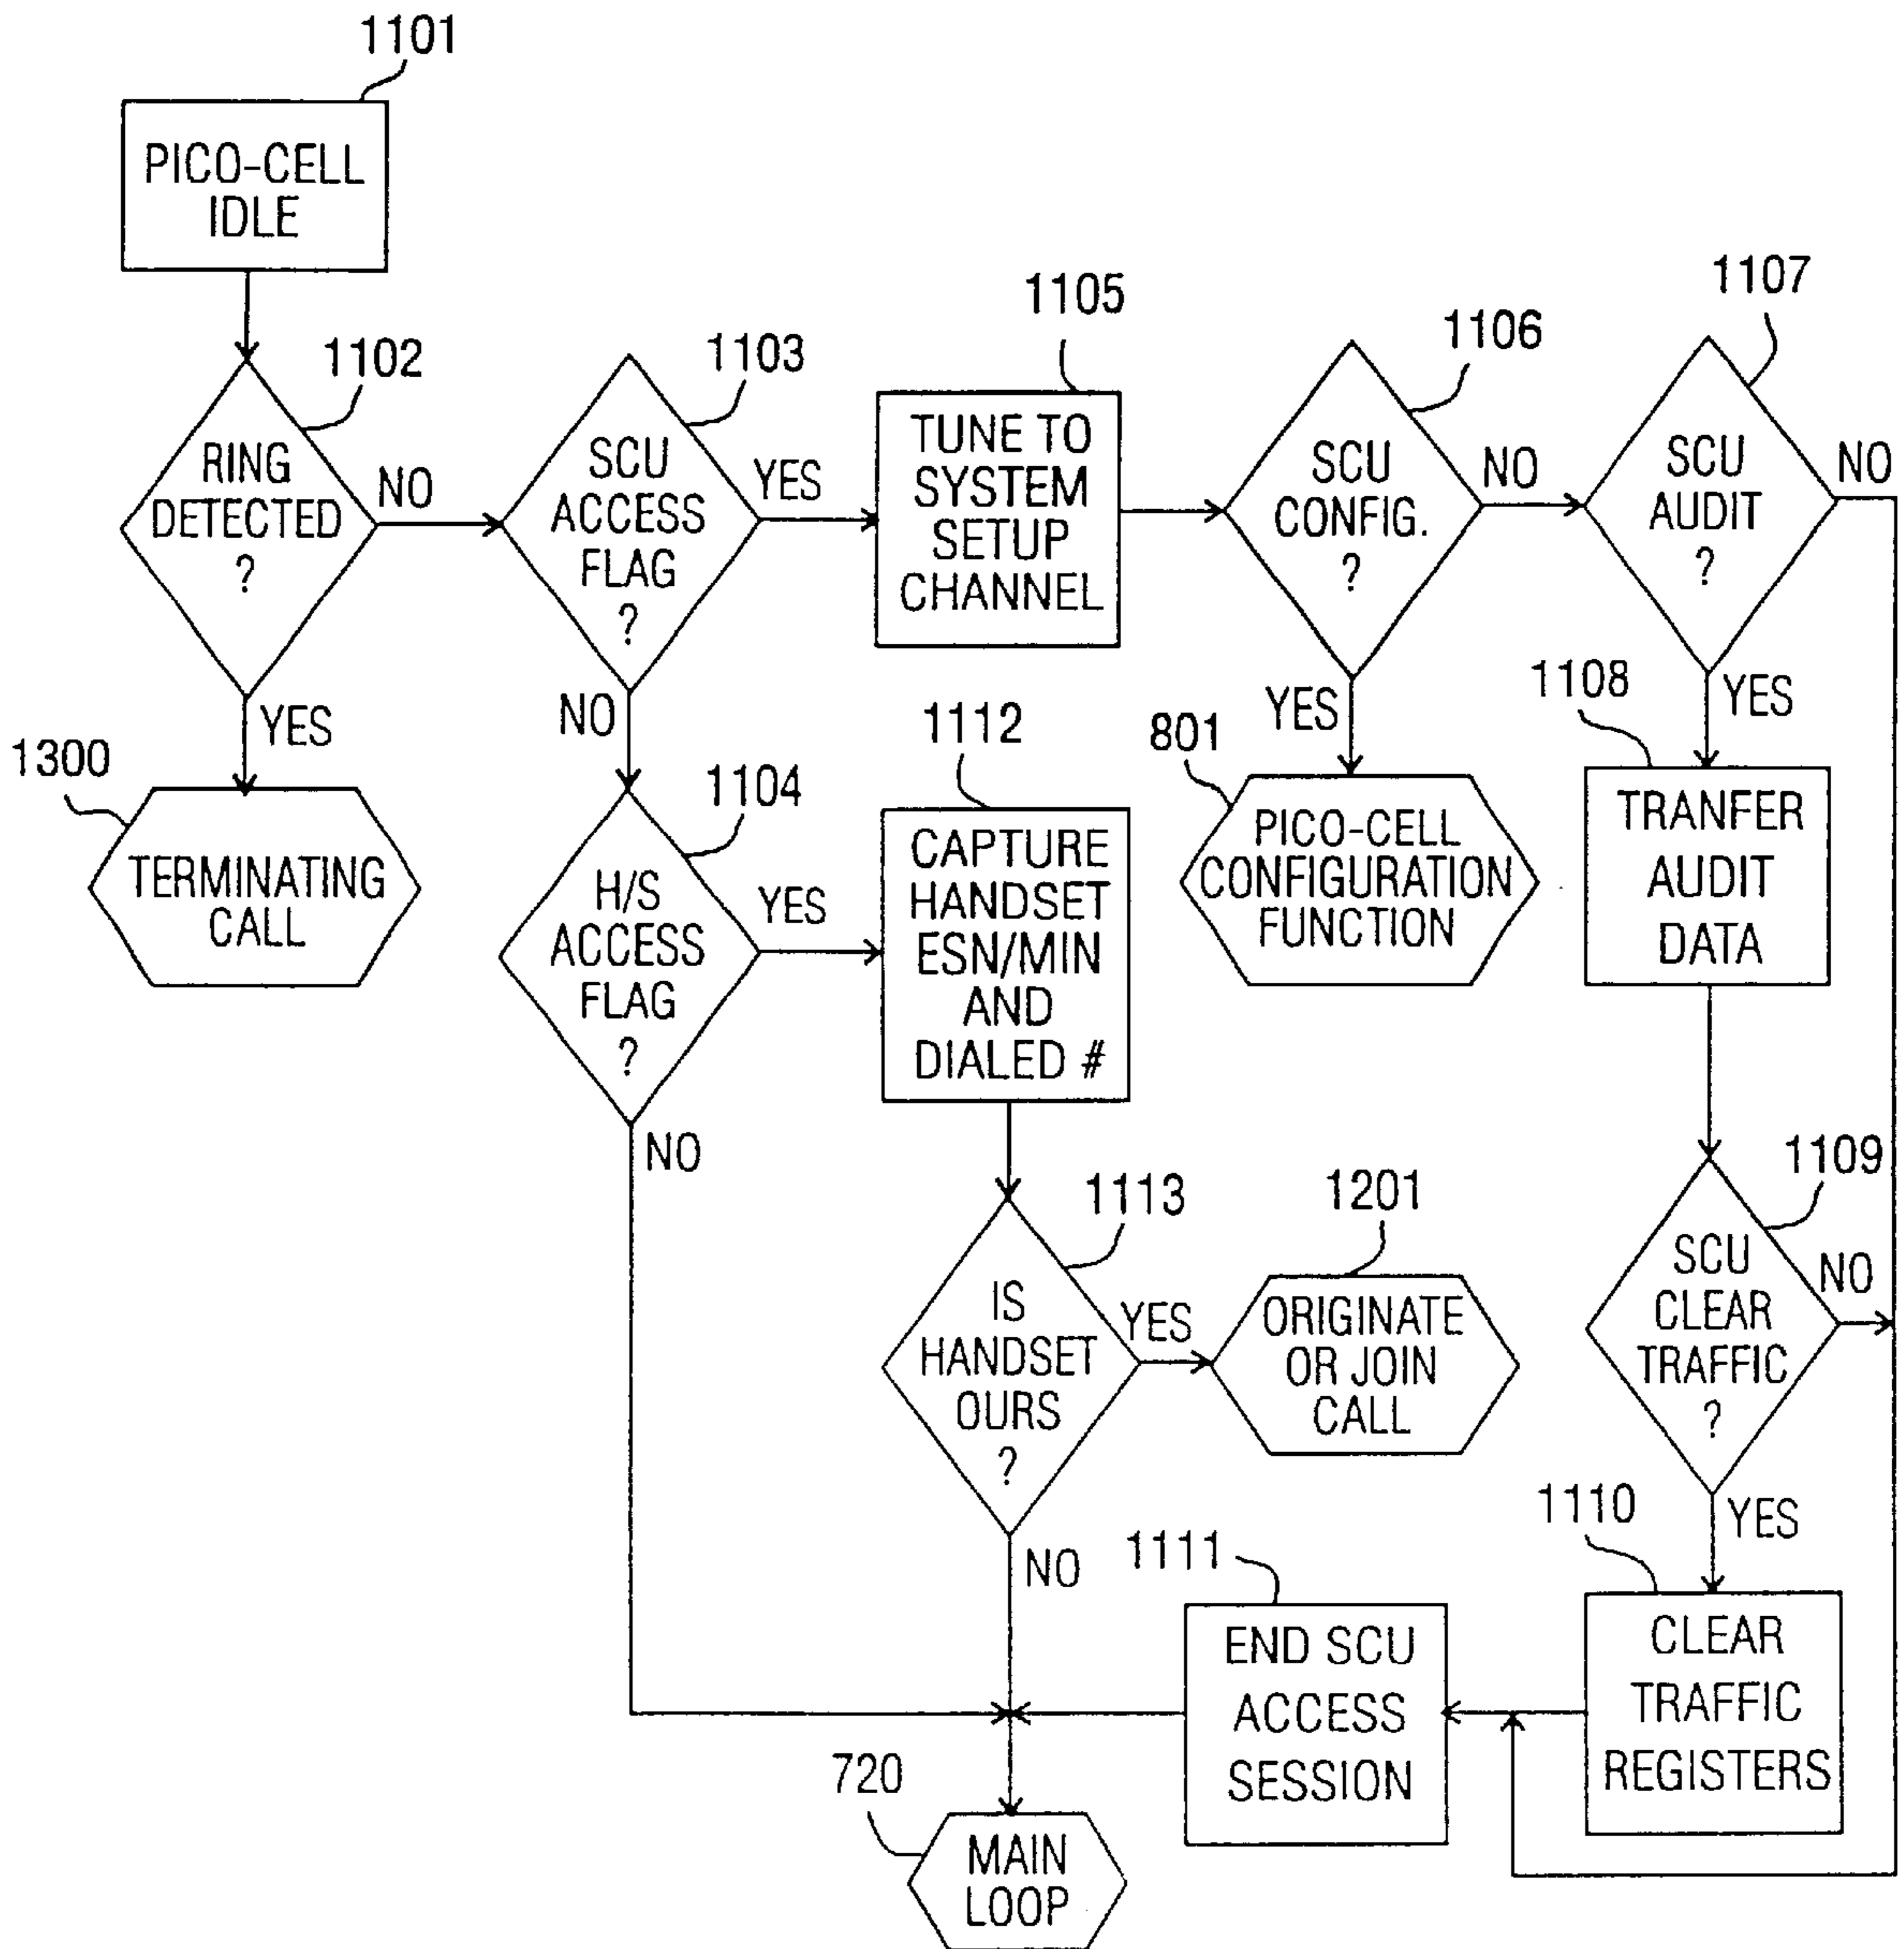 1101
PICO-CELL
IDLE
1102
RING
DETECTED
?
NO
YES
1300
TERMINATING
CALL
1103
SCU
ACCESS
FLAG
?
YES
NO
1105
TUNE TO
SYSTEM
SETUP
CHANNEL
1106
SCU
CONFIG.
?
NO
YES
801
PICO-CELL
CONFIGURATION
FUNCTION
1107
SCU
AUDIT
?
NO
YES
1108
TRANFER
AUDIT
DATA
1104
H/S
ACCESS
FLAG
?
YES
NO
1112
CAPTURE
HANDSET
ESN/MIN
AND
DIALED #
1113
IS
HANDSET
OURS
?
YES
NO
1201
ORIGINATE
OR JOIN
CALL
1109
SCU
CLEAR
TRAFFIC
?
NO
YES
1110
CLEAR
TRAFFIC
REGISTERS
1111
END SCU
ACCESS
SESSION
720
MAIN
LOOP